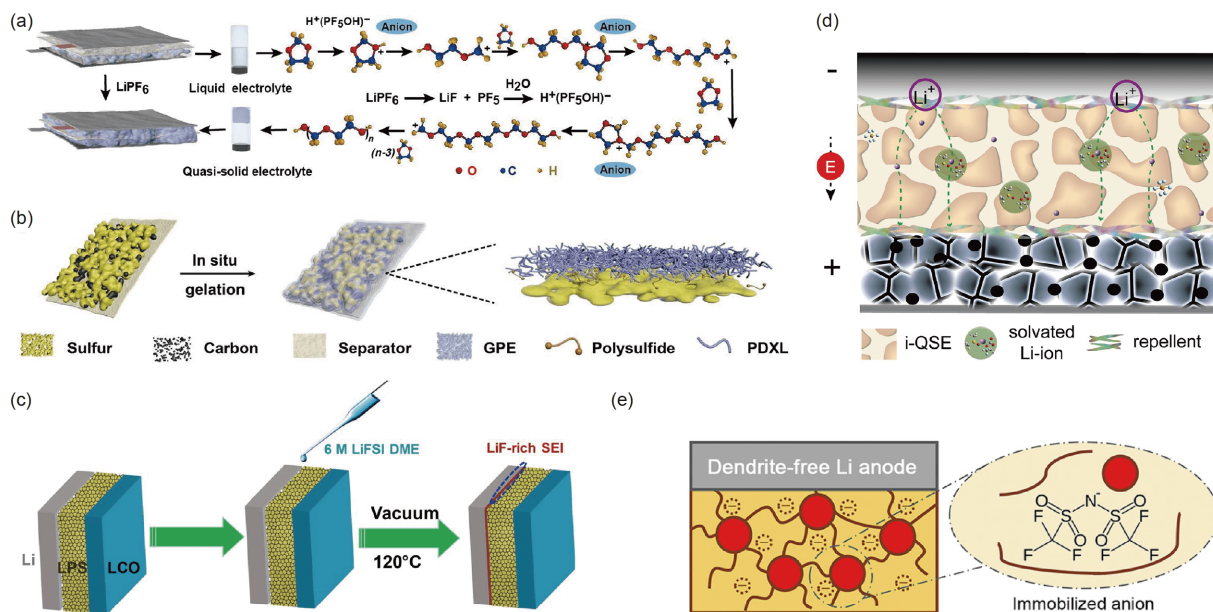 (a)
H⁺(PF₅OH)⁻
Anion
Anion
LiPF₆
Liquid electrolyte
LiPF₆ → LiF + PF₅ → H⁺(PF₅OH)⁻
H₂O
Quasi-solid electrolyte
n
(n-3)
Anion
O C H
(b)
In situ
gelation
Sulfur Carbon Separator GPE Polysulfide PDXL
(c)
6 M LiFSI DME
LiF-rich SEI
Vacuum
120°C
Li LPS LCO
(d)
-
Li⁺ Li⁺
E
+
i-QSE
solvated
Li-ion
repellent
(e)
Dendrite-free Li anode
O N⁻ O
S S
O O
F F
F F F F
Immobilized anion